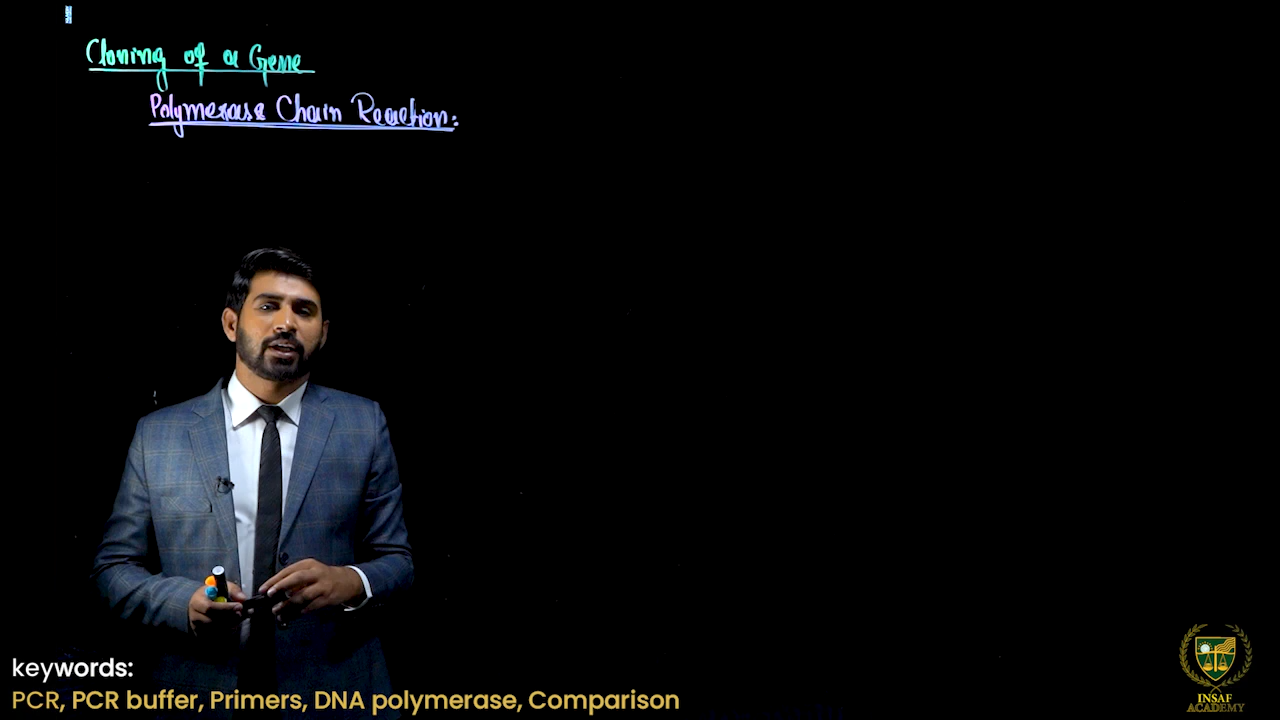 Cloning of a Gene
Polymerase Chain Reaction:
keywords:
PCR, PCR buffer, Primers, DNA polymerase, Comparison
INSAF
ACADEMY